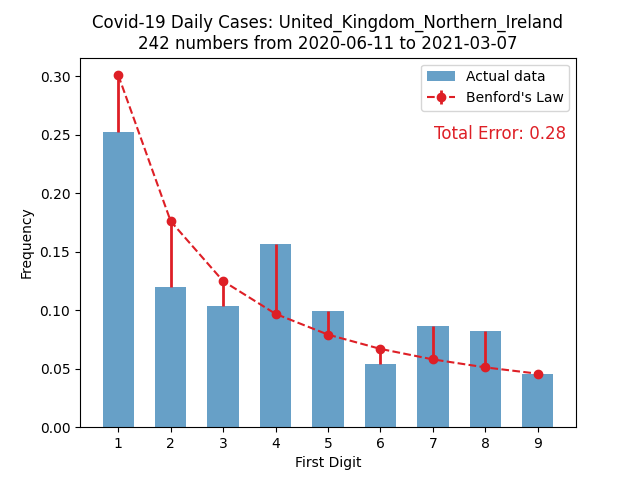 Covid-19 Daily Cases: United_Kingdom_Northern_Ireland
242 numbers from 2020-06-11 to 2021-03-07
Actual data
Benford's Law
Total Error: 0.28
Frequency
0.30
0.25
0.20
0.15
0.10
0.05
0.00
1 2 3 4 5 6 7 8 9
First Digit